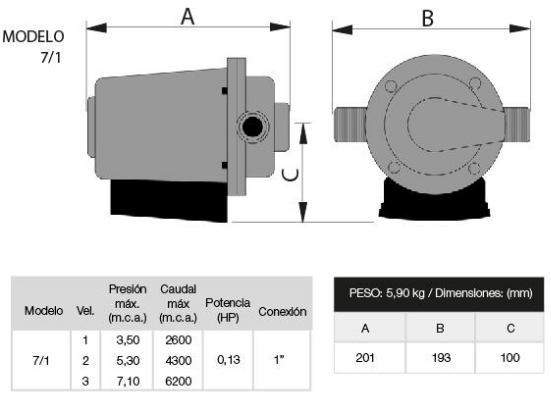 MODELO
7/1
A
B
C
Modelo Vel. Presión máx. (m.c.a.) Caudal máx (m.c.a.) Potencia (HP) Conexión
7/1 0,13 1"
1 3,50 2600
2 5,30 4300
3 7,10 6200
PESO: 5,90 kg / Dimensiones: (mm)
A B C
201 193 100